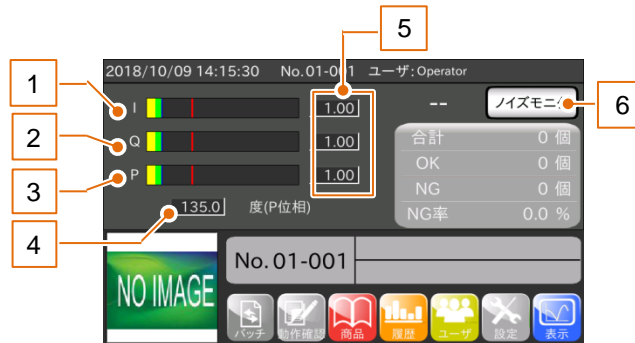 5
2018/10/09 14:15:30 No.01-001 ユーザ:Operator
1
I 1.00 -- ノイズモニタ 6
2
Q 1.00 合計 0 個
OK 0 個
3
P 1.00 NG 0 個
4
135.0 度(P位相) NG率 0.0 %
NO IMAGE
No.01-001
バッチ 動作確認 商品 履歴 ユーザ 設定 表示